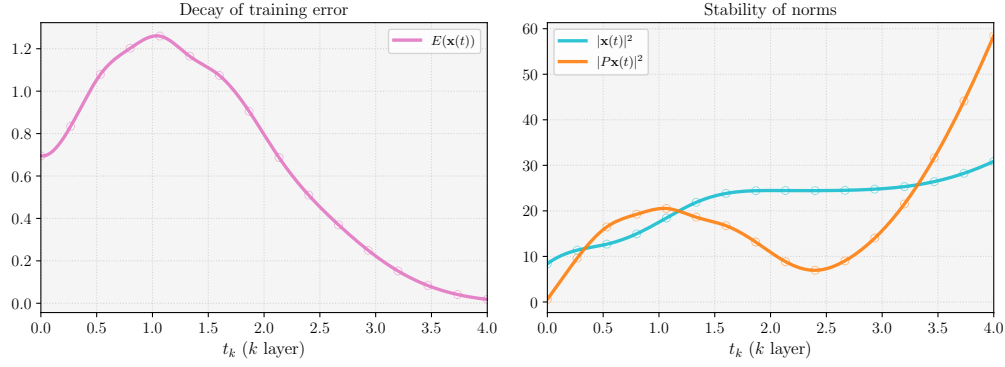 Decay of training error
E(x(t))
1.2
1.0
0.8
0.6
0.4
0.2
0.0
0.0 0.5 1.0 1.5 2.0 2.5 3.0 3.5 4.0
t_k (k layer)
Stability of norms
|x(t)|²
|Px(t)|²
60
50
40
30
20
10
0
0.0 0.5 1.0 1.5 2.0 2.5 3.0 3.5 4.0
t_k (k layer)